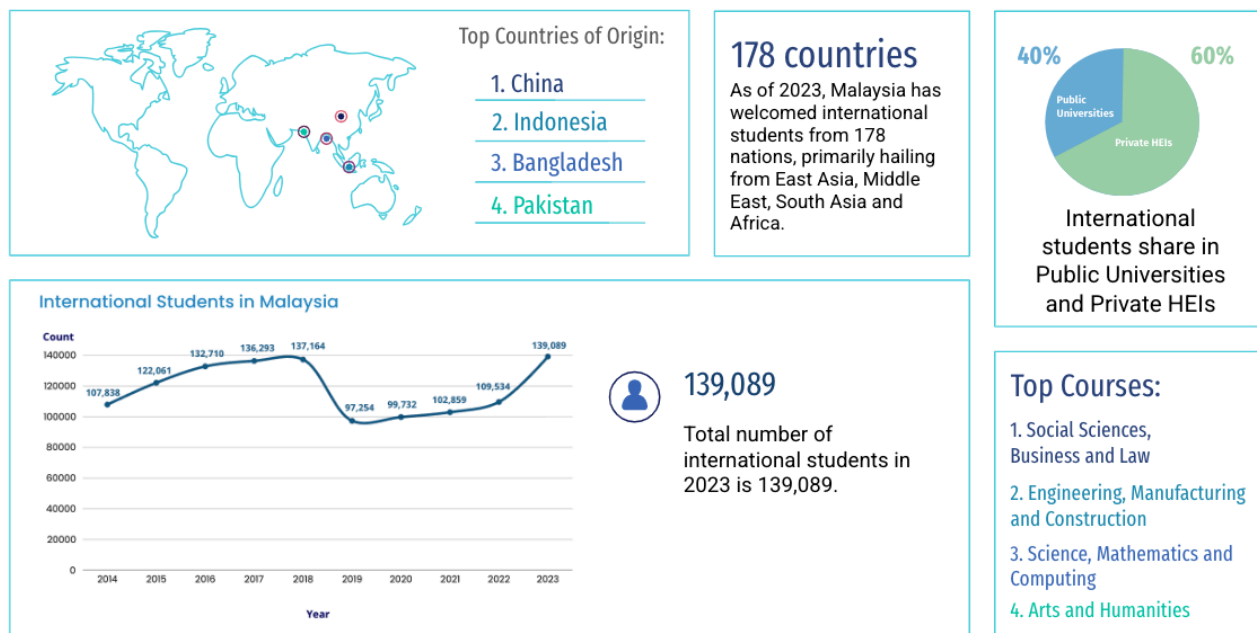 Top Countries of Origin:
1. China
2. Indonesia
3. Bangladesh
4. Pakistan
178 countries
As of 2023, Malaysia has
welcomed international
students from 178
nations, primarily hailing
from East Asia, Middle
East, South Asia and
Africa.
40%
60%
Public
Universities
Private HEIs
International
students share in
Public Universities
and Private HEIs
International Students in Malaysia
Count
140000
120000
100000
80000
60000
40000
20000
0
107,838
122,061
132,710
136,293
137,164
97,254
99,732
102,859
109,534
139,089
2014
2015
2016
2017
2018
2019
2020
2021
2022
2023
Year
139,089
Total number of
international students in
2023 is 139,089.
Top Courses:
1. Social Sciences,
Business and Law
2. Engineering, Manufacturing
and Construction
3. Science, Mathematics and
Computing
4. Arts and Humanities